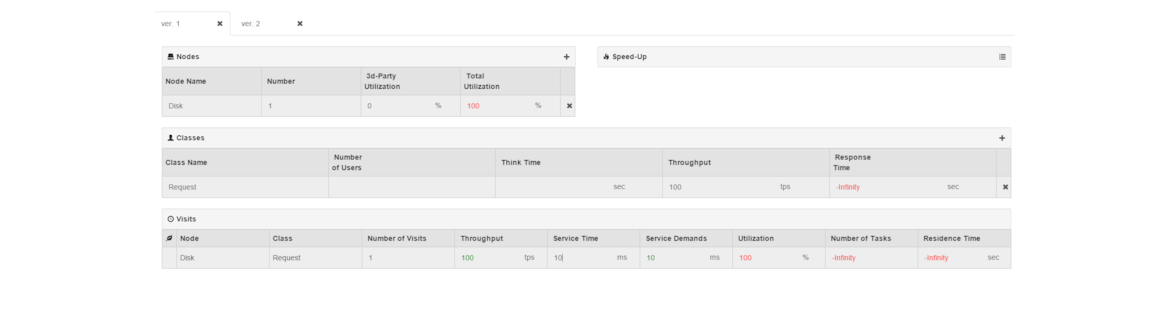 ver. 1 ver. 2
Nodes
Node Name Number 3d-Party Utilization Total Utilization
Disk 1 0 % 100 %
Speed-Up
Classes
Class Name Number of Users Think Time Throughput Response Time
Request sec 100 tps -Infinity sec
Visits
Node Class Number of Visits Throughput Service Time Service Demands Utilization Number of Tasks Residence Time
Disk Request 1 100 tps 10 ms 10 ms 100 % -Infinity -Infinity sec